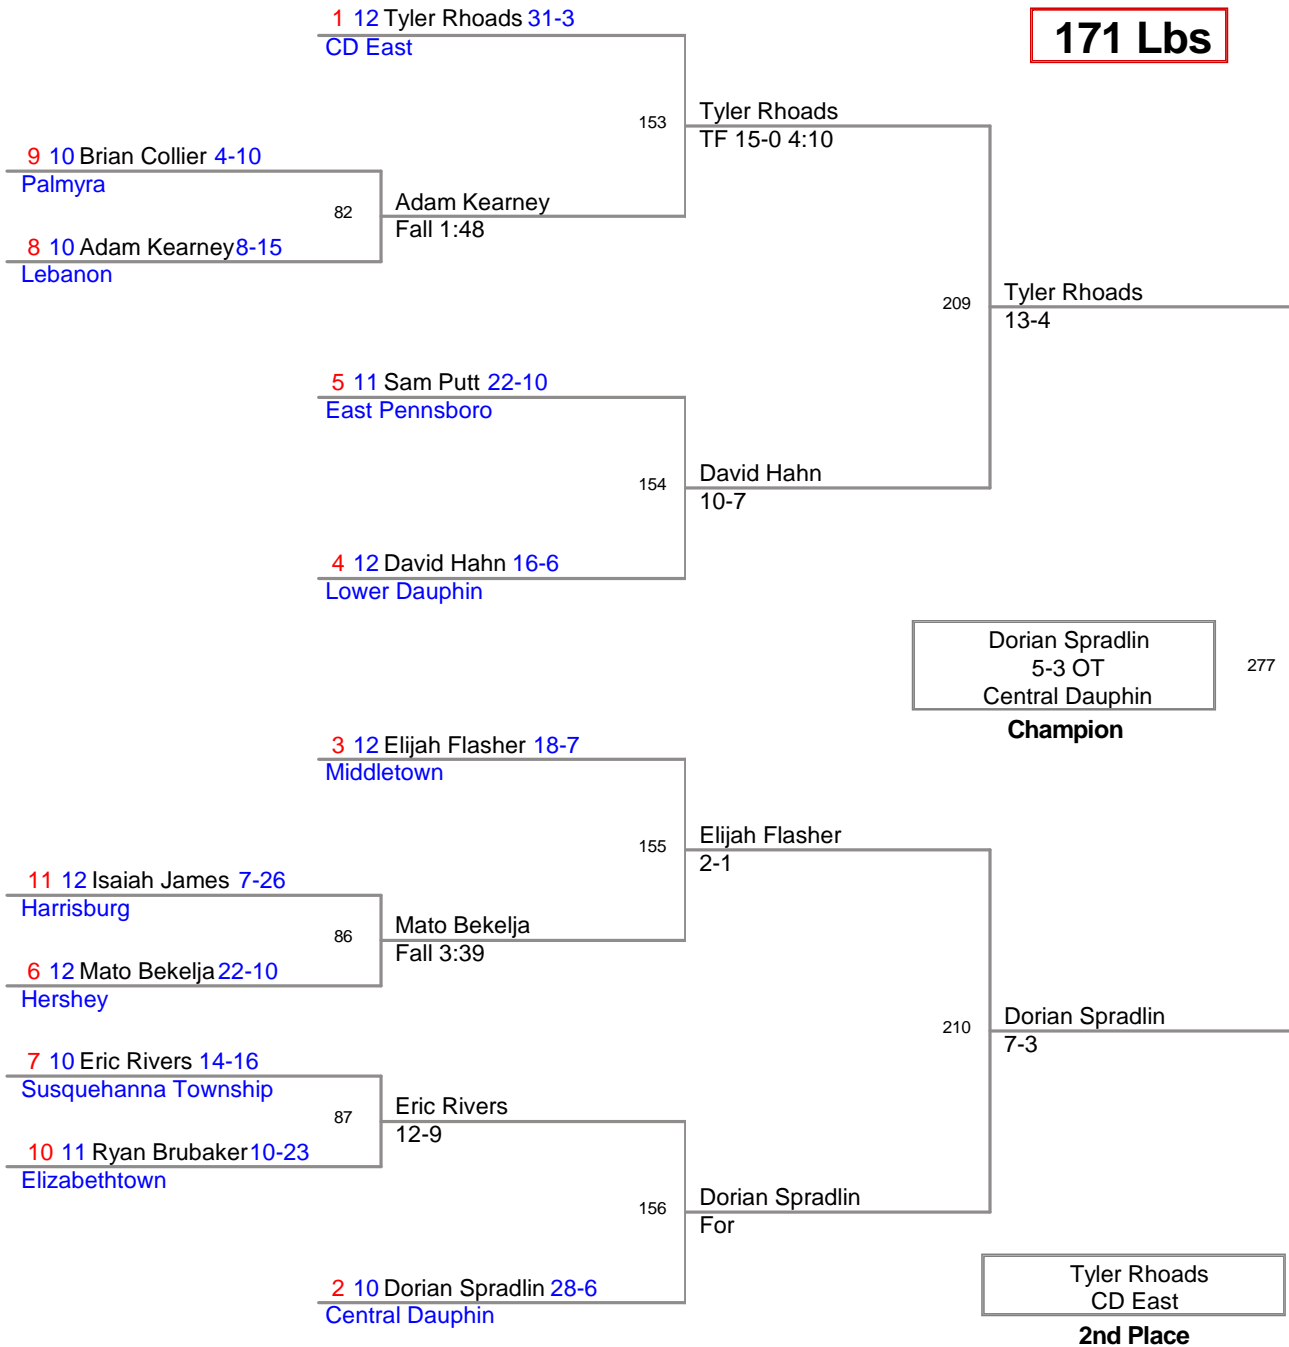 1 12 Tyler Rhoads 31-3
CD East
171 Lbs
153
Tyler Rhoads
TF 15-0 4:10
9 10 Brian Collier 4-10
Palmyra
82
Adam Kearney
Fall 1:48
8 10 Adam Kearney 8-15
Lebanon
209
Tyler Rhoads
13-4
5 11 Sam Putt 22-10
East Pennsboro
154
David Hahn
10-7
4 12 David Hahn 16-6
Lower Dauphin
Dorian Spradlin
5-3 OT
Central Dauphin
277
Champion
3 12 Elijah Flasher 18-7
Middletown
155
Elijah Flasher
2-1
11 12 Isaiah James 7-26
Harrisburg
86
Mato Bekelja
Fall 3:39
6 12 Mato Bekelja 22-10
Hershey
210
Dorian Spradlin
7-3
7 10 Eric Rivers 14-16
Susquehanna Township
87
Eric Rivers
12-9
10 11 Ryan Brubaker 10-23
Elizabethtown
156
Dorian Spradlin
For
2 10 Dorian Spradlin 28-6
Central Dauphin
Tyler Rhoads
CD East
2nd Place